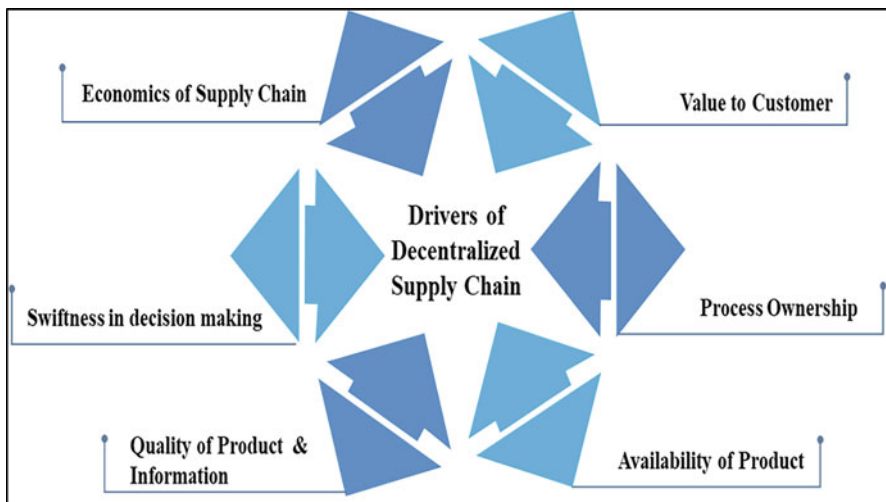 Economics of Supply Chain
Value to Customer
Drivers of
Decentralized
Supply Chain
Swiftness in decision making
Process Ownership
Quality of Product &
Information
Availability of Product